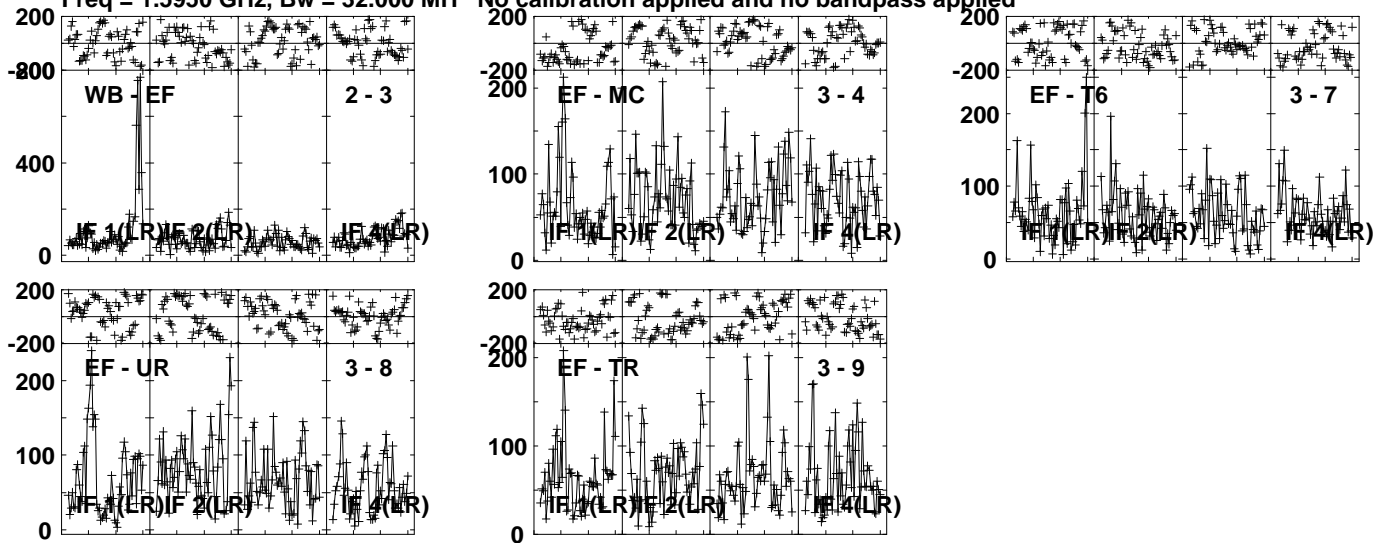 Freq = 1.5950 GHz, Bw = 32.000 MH No calibration applied and no bandpass applied
200
-200
800
400
0
WB - EF 2 - 3
IF 1(LR) IF 2(LR) IF 4(LR)
200
-200
200
100
0
EF - MC 3 - 4
IF 1(LR) IF 2(LR) IF 4(LR)
200
-200
200
100
0
EF - T6 3 - 7
IF 1(LR) IF 2(LR) IF 4(LR)
200
-200
200
100
0
EF - UR 3 - 8
IF 1(LR) IF 2(LR) IF 4(LR)
200
-200
200
100
0
EF - TR 3 - 9
IF 1(LR) IF 2(LR) IF 4(LR)